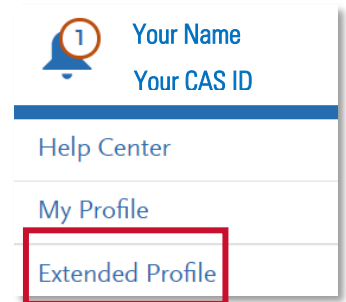 1
Your Name
Your CAS ID
Help Center
My Profile
Extended Profile